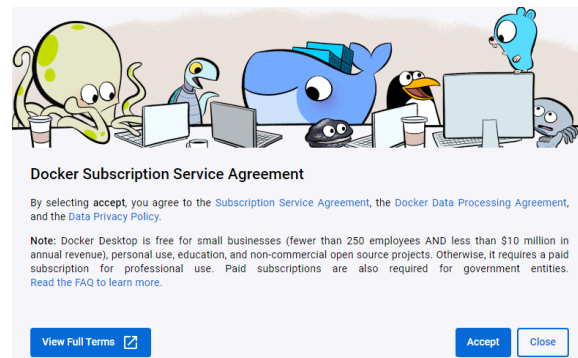 Docker Subscription Service Agreement
By selecting accept, you agree to the Subscription Service Agreement, the Docker Data Processing Agreement,
and the Data Privacy Policy.
Note: Docker Desktop is free for small businesses (fewer than 250 employees AND less than $10 million in
annual revenue), personal use, education, and non-commercial open source projects. Otherwise, it requires a paid
subscription for professional use. Paid subscriptions are also required for government entities.
Read the FAQ to learn more.
View Full Terms
Accept
Close